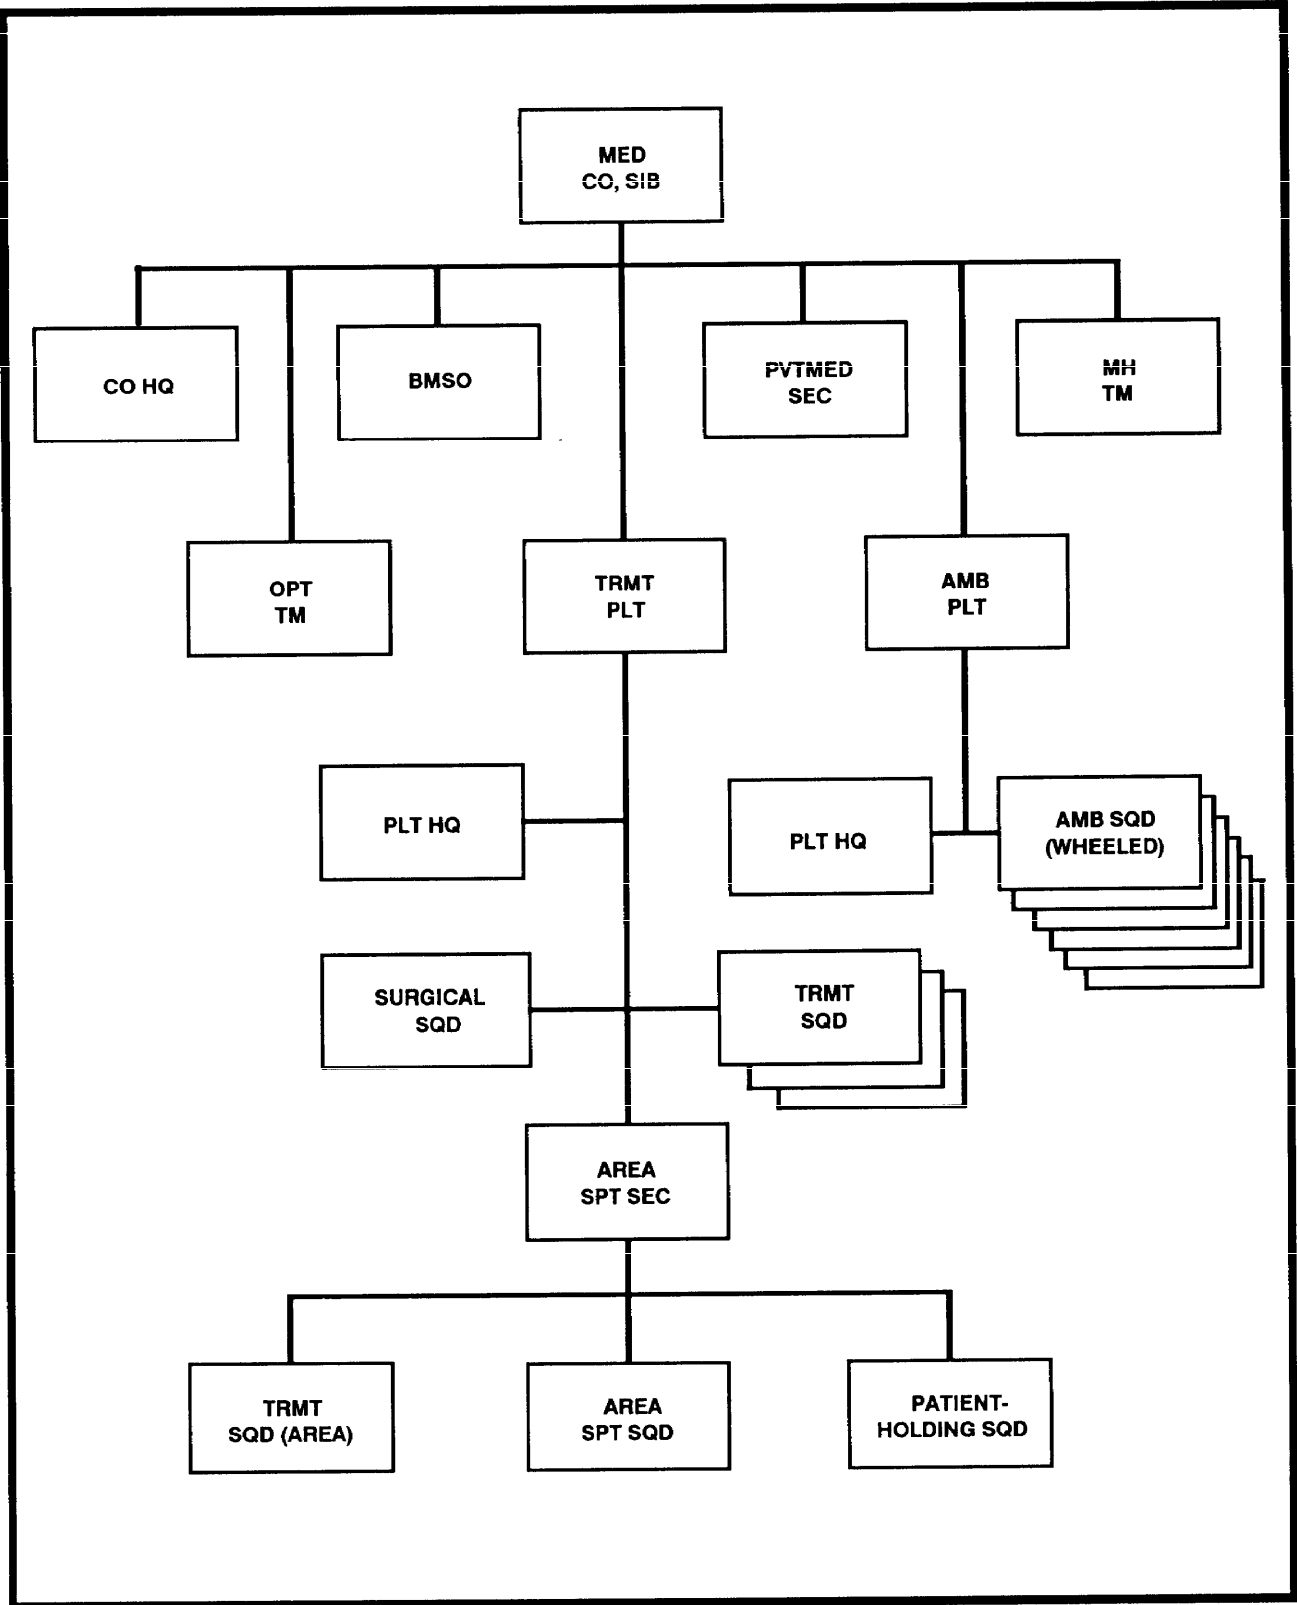 MED
CO, SIB
CO HQ
BMSO
PVTMED
SEC
MH
TM
OPT
TM
TRMT
PLT
AMB
PLT
PLT HQ
PLT HQ
AMB SQD
(WHEELED)
SURGICAL
SQD
TRMT
SQD
AREA
SPT SEC
TRMT
SQD (AREA)
AREA
SPT SQD
PATIENT-
HOLDING SQD